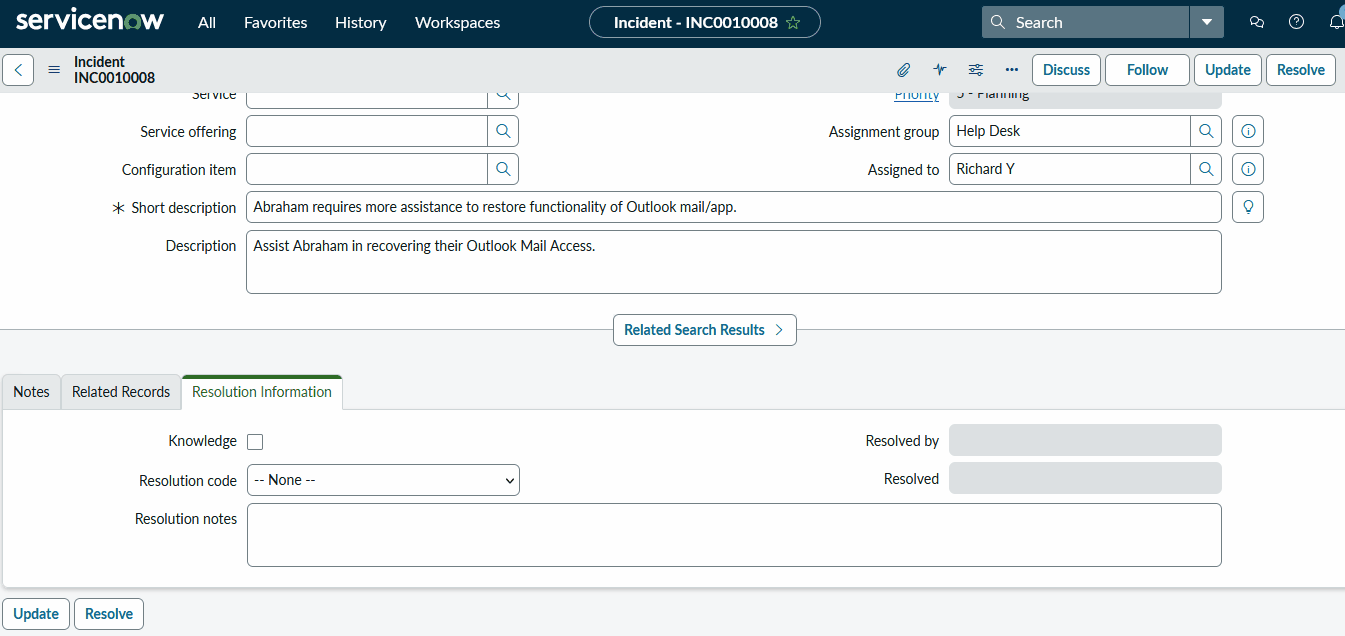 servicenow All Favorites History Workspaces Incident - INC0010008 Search
Incident
INC0010008
Discuss Follow Update Resolve
Service Priority 5 - Planning
Service offering Assignment group Help Desk
Configuration item Assigned to Richard Y
Short description Abraham requires more assistance to restore functionality of Outlook mail/app.
Description Assist Abraham in recovering their Outlook Mail Access.
Related Search Results
Notes Related Records Resolution Information
Knowledge Resolved by
Resolution code -- None -- Resolved
Resolution notes
Update Resolve